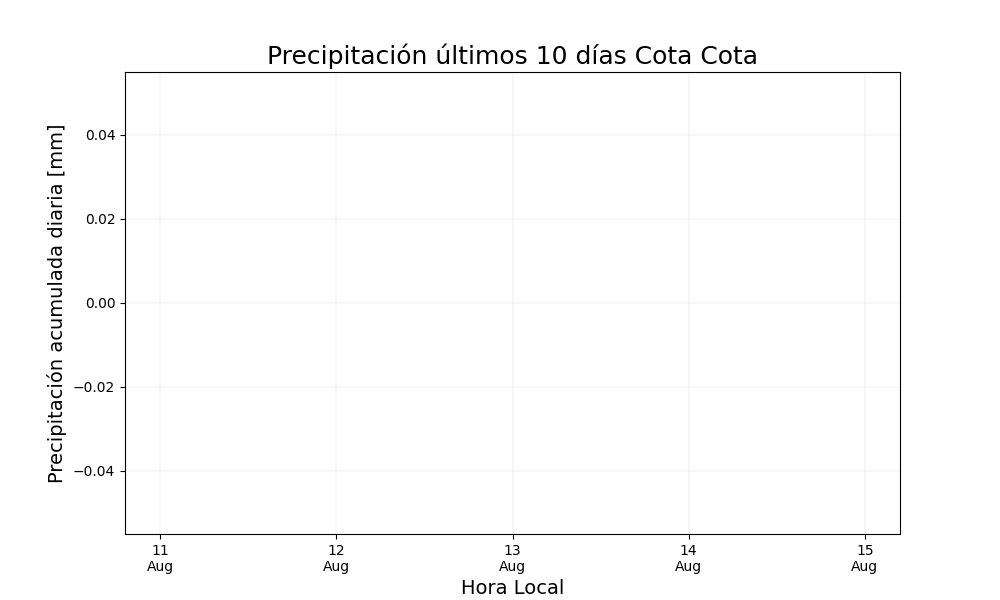 Precipitación últimos 10 días Cota Cota
Precipitación acumulada diaria [mm]
0.04
0.02
0.00
−0.02
−0.04
11 12 13 14 15
Aug Aug Aug Aug Aug
Hora Local